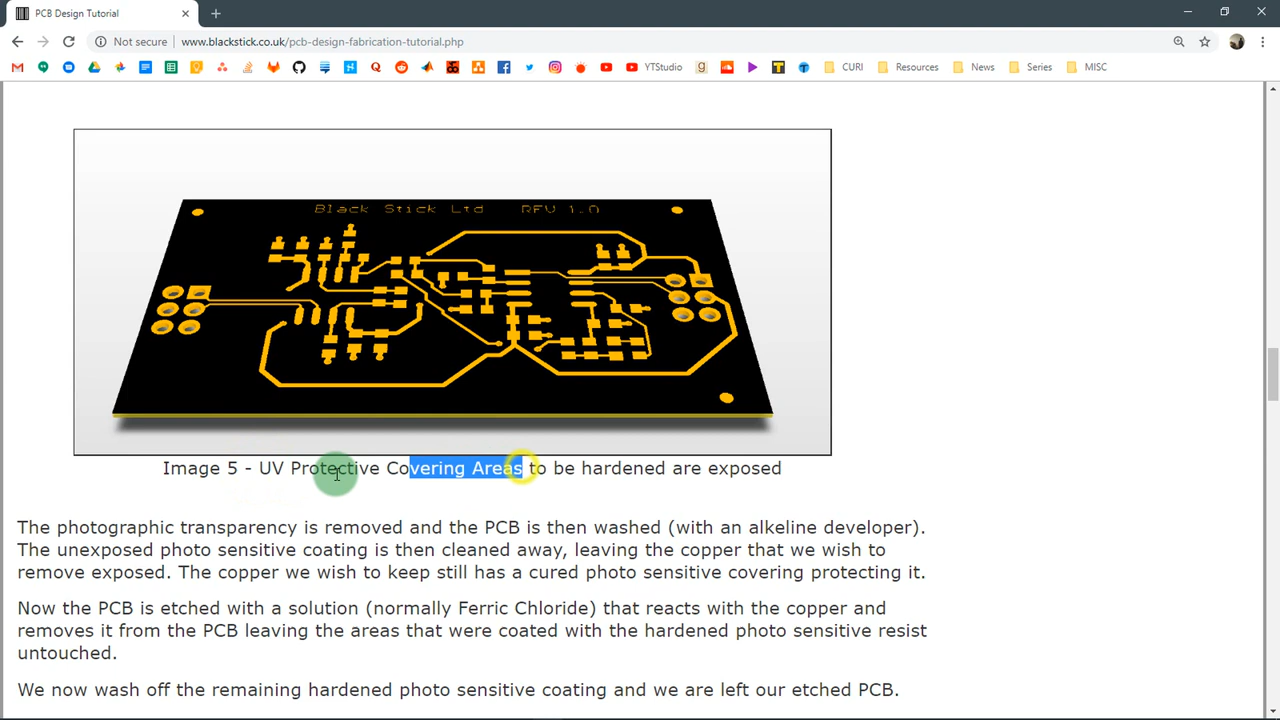 PCB Design Tutorial
Not secure
www.blackstick.co.uk/pcb-design-fabrication-tutorial.php
YTStudio
CURI
Resources
News
Series
MISC
Black Stick Ltd REV 1.0
Image 5 - UV Protective Covering Areas to be hardened are exposed
The photographic transparency is removed and the PCB is then washed (with an alkeline developer).
The unexposed photo sensitive coating is then cleaned away, leaving the copper that we wish to
remove exposed. The copper we wish to keep still has a cured photo sensitive covering protecting it.
Now the PCB is etched with a solution (normally Ferric Chloride) that reacts with the copper and
removes it from the PCB leaving the areas that were coated with the hardened photo sensitive resist
untouched.
We now wash off the remaining hardened photo sensitive coating and we are left our etched PCB.